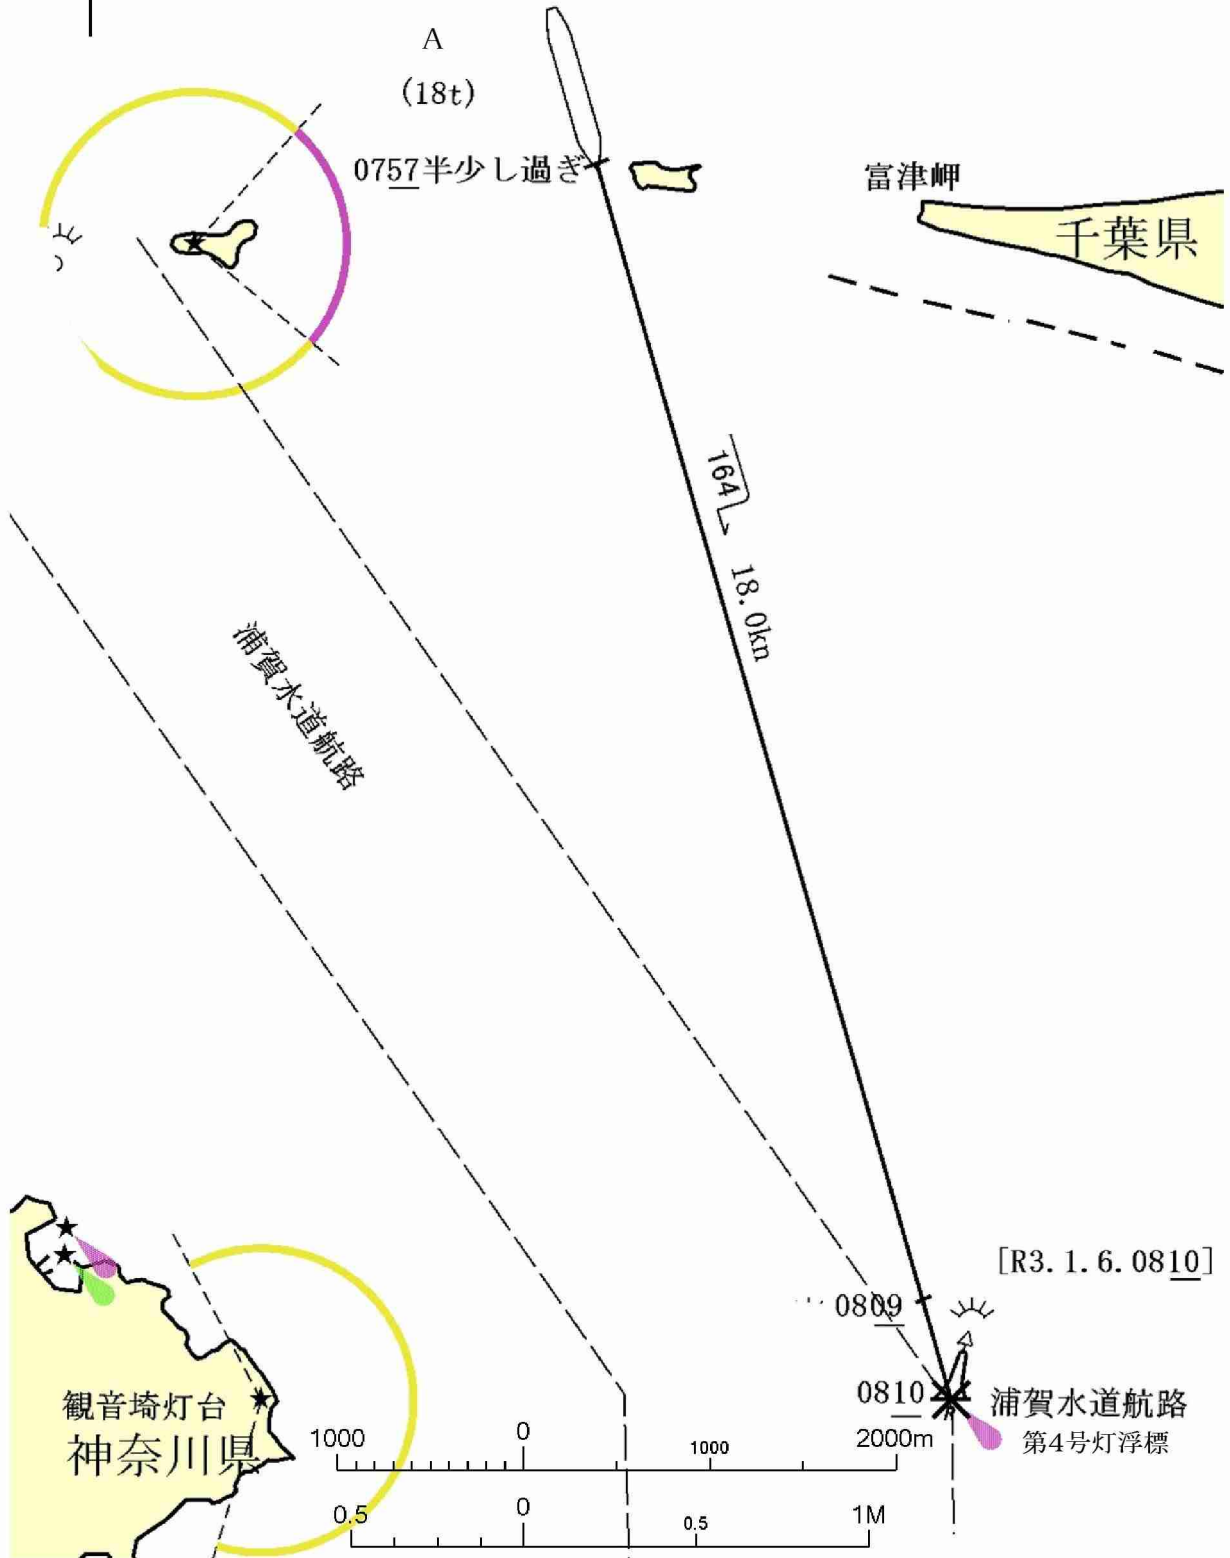 A
(18t)
0757半少し過ぎ
富津岬
千葉県
164
18.0kn
浦賀水道航路
[R3.1.6.0810]
0809
0810
浦賀水道航路
第4号灯浮標
観音埼灯台
神奈川県
1000 0 1000 2000m
0.5 0 0.5 1M